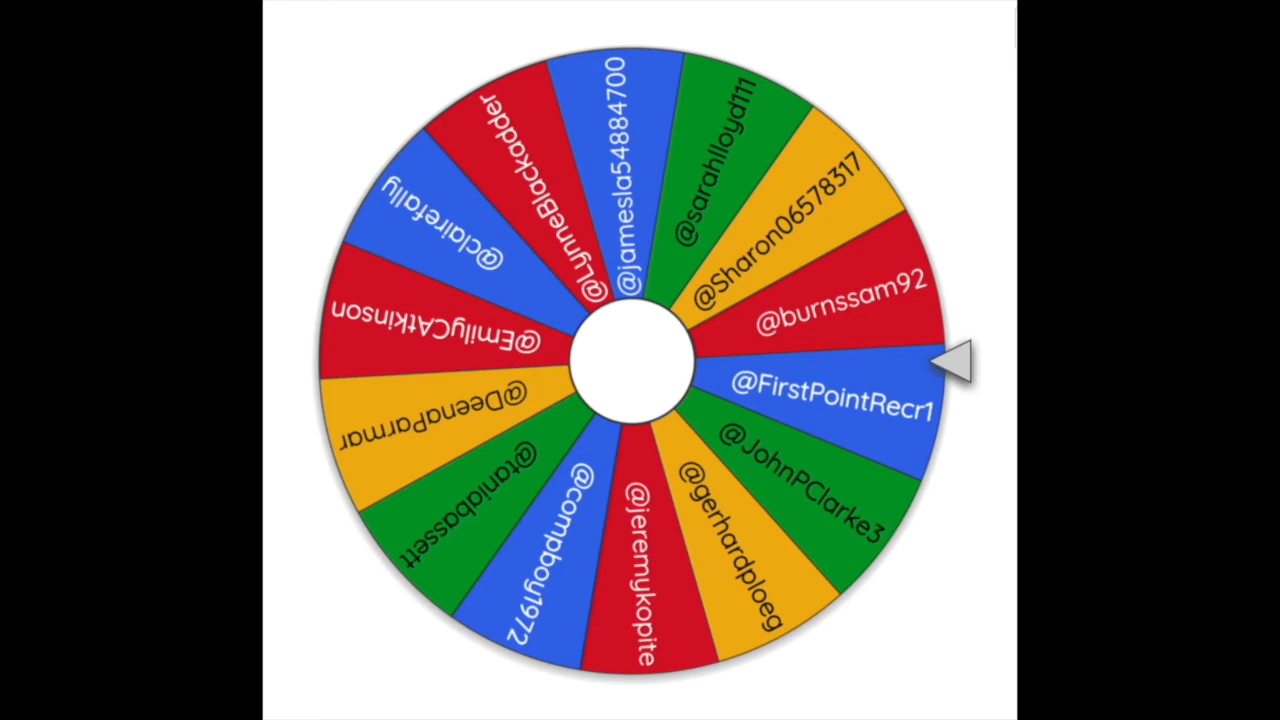 @jamesla54884700
@sarahlloyd111
@Sharon06578317
@burnssam92
@FirstPointRecr1
@JohnPClarke3
@gerhardploeg
@jeremykopite
@compboy1972
@taniabassett
@DeenaParmar
@EmilyCAtkinson
@clairefally
@LynneBlackadder